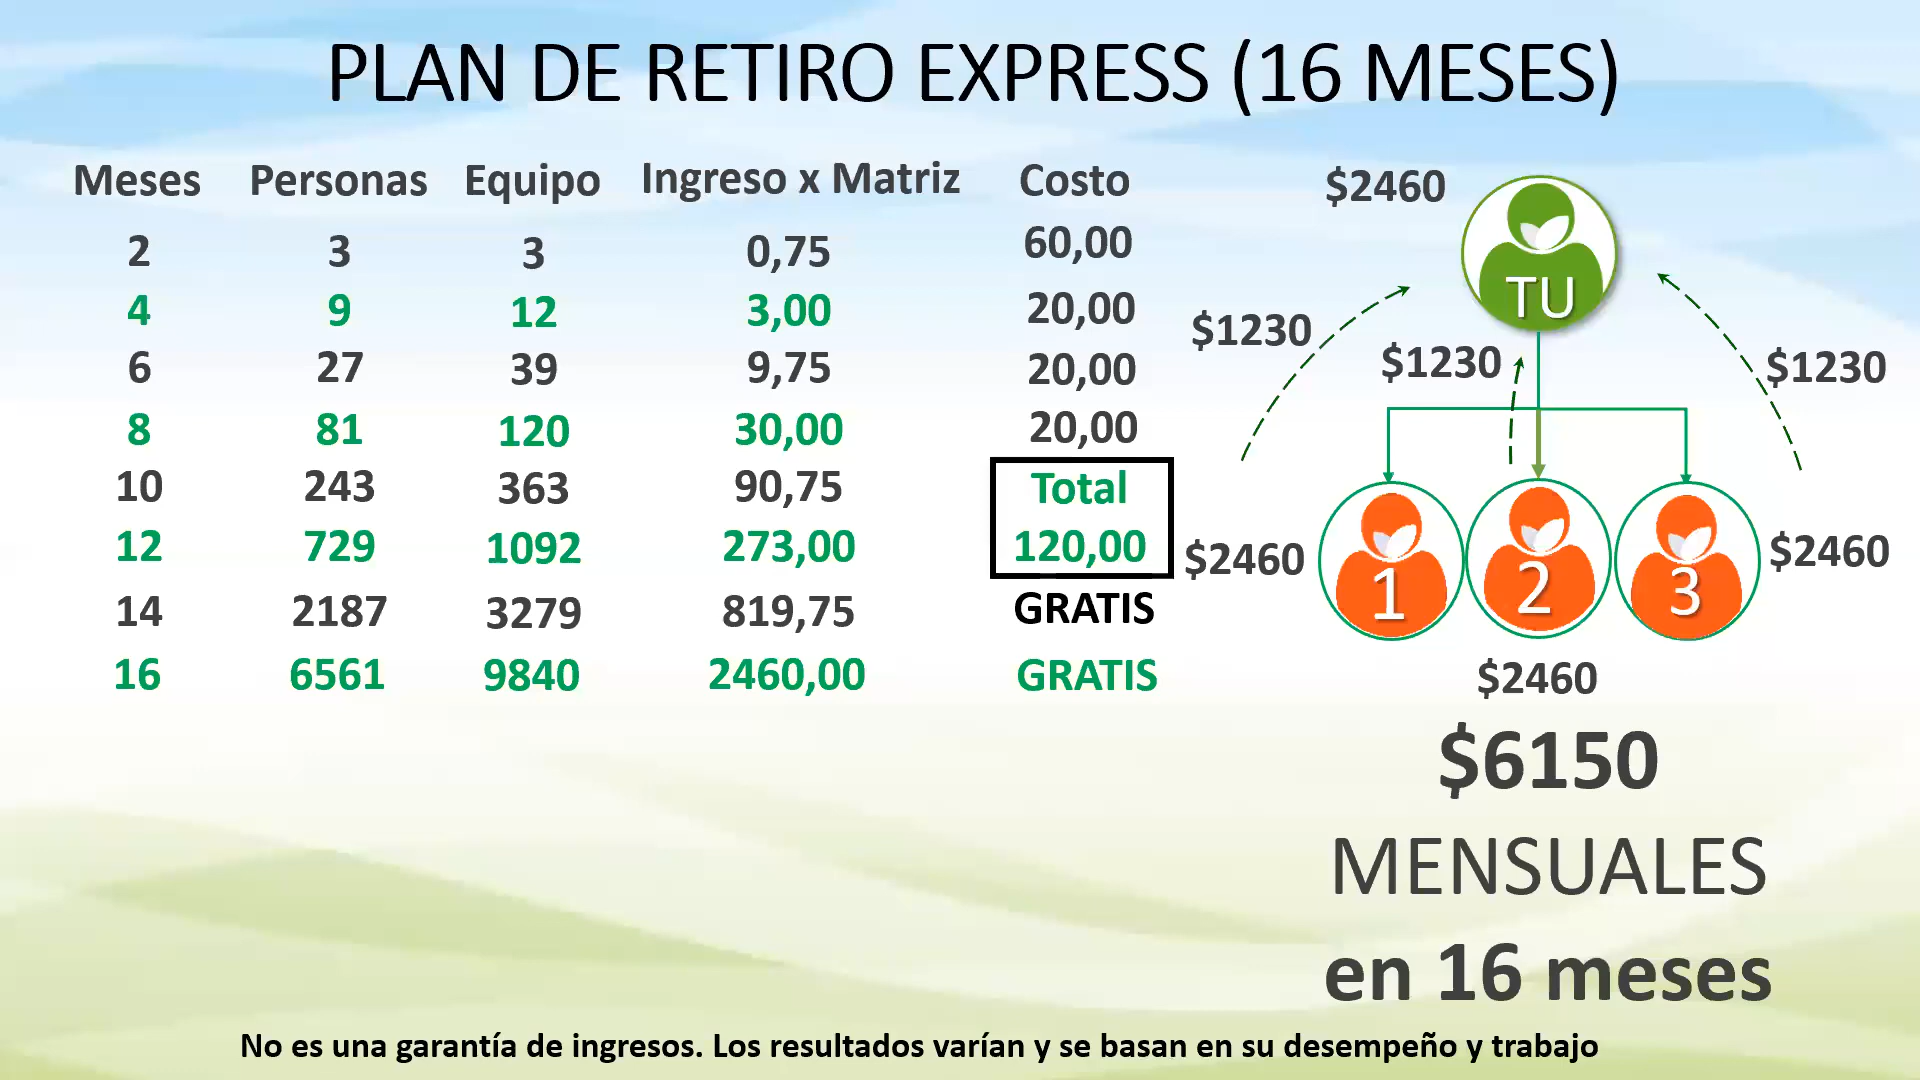 PLAN DE RETIRO EXPRESS (16 MESES)
Meses Personas Equipo Ingreso x Matriz Costo
2 3 3 0,75 60,00
4 9 12 3,00 20,00
6 27 39 9,75 20,00
8 81 120 30,00 20,00
10 243 363 90,75 Total
12 729 1092 273,00 120,00
14 2187 3279 819,75 GRATIS
16 6561 9840 2460,00 GRATIS
$2460
TU
$1230
$1230
$1230
$2460
1
2
3
$2460
$2460
$6150
MENSUALES
en 16 meses
No es una garantía de ingresos. Los resultados varían y se basan en su desempeño y trabajo